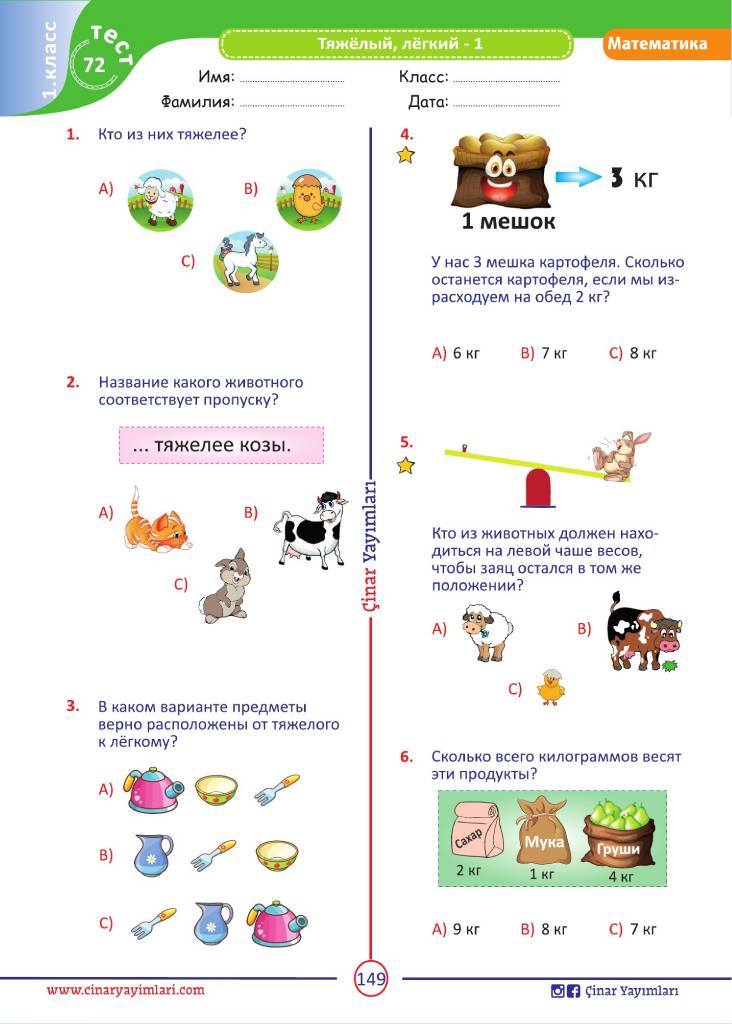 1.класс
тест
72
Тяжёлый, лёгкий - 1
Математика
Имя: Класс:
Фамилия: Дата:
1. Кто из них тяжелее?
A) B)
C)
2. Название какого животного
соответствует пропуску?
... тяжелее козы.
A) B)
C)
3. В каком варианте предметы
верно расположены от тяжелого
к лёгкому?
A)
B)
C)
Çinar Yayımları
4.
3 кг
1 мешок
У нас 3 мешка картофеля. Сколько
останется картофеля, если мы из-
расходуем на обед 2 кг?
A) 6 кг B) 7 кг C) 8 кг
5.
Кто из животных должен нахо-
диться на левой чаше весов,
чтобы заяц остался в том же
положении?
A) B)
C)
6. Сколько всего килограммов весят
эти продукты?
Сахар Мука Груши
2 кг 1 кг 4 кг
A) 9 кг B) 8 кг C) 7 кг
www.cinaryayimlari.com
149
Çinar Yayımları